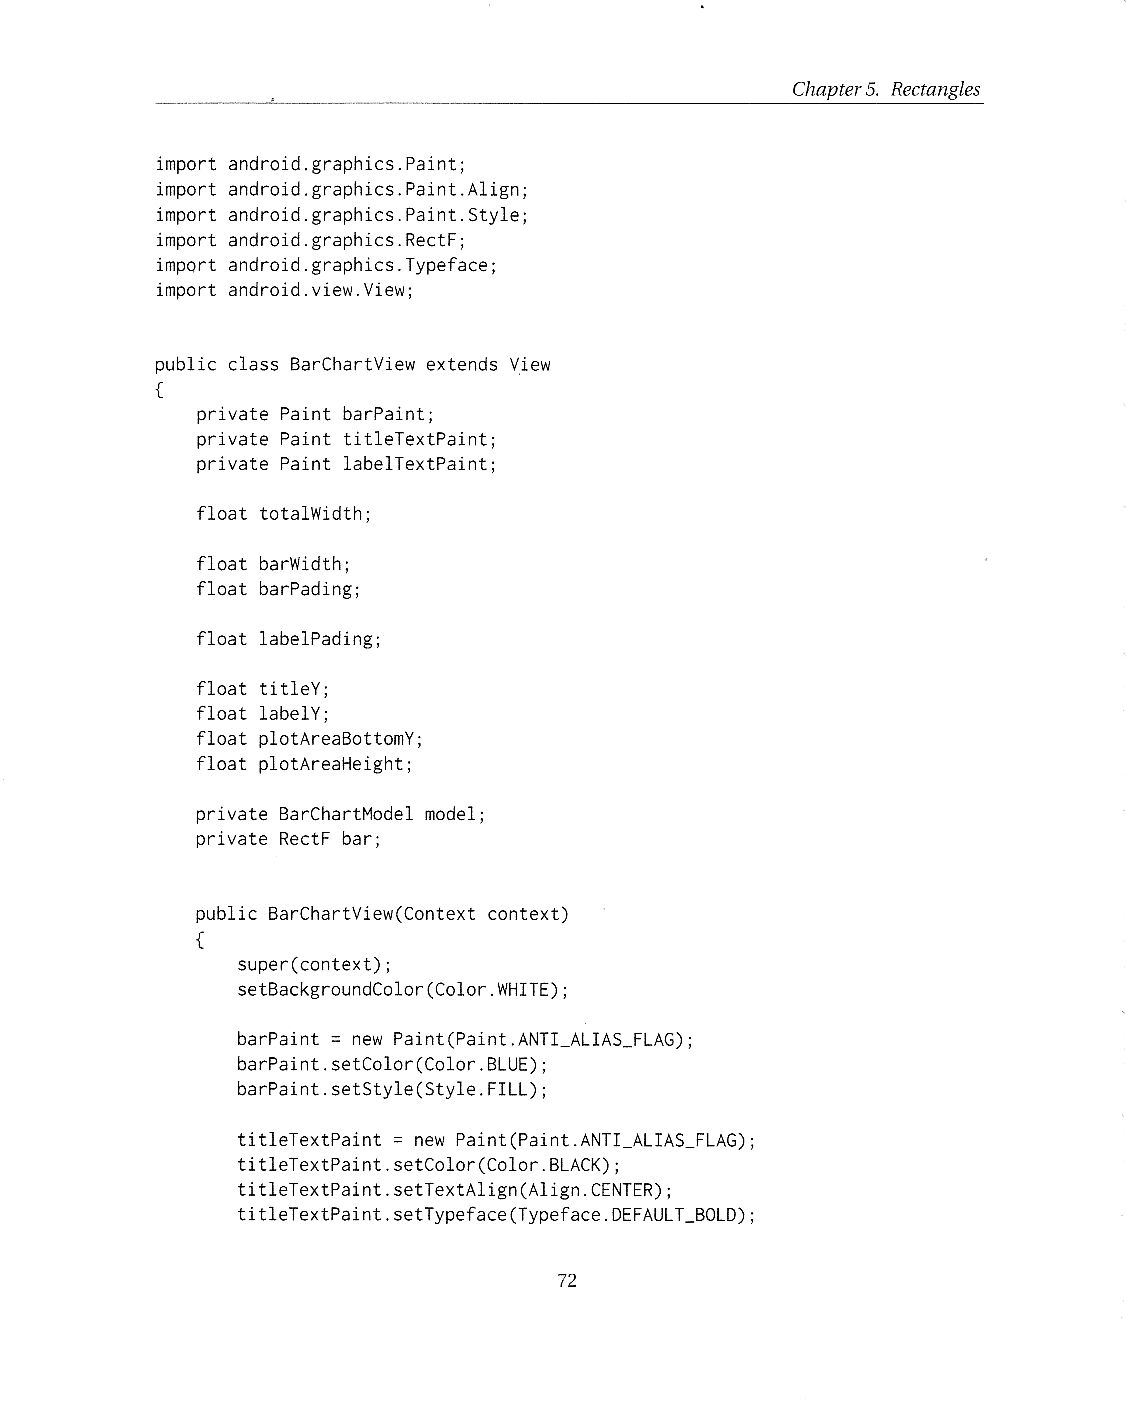 Chapter 5. Rectangles
import android.graphics.Paint;
import android.graphics.Paint.Align;
import android.graphics.Paint.Style;
import android.graphics.RectF;
import android.graphics.Typeface;
import android.view.View;
public class BarChartView extends View
{
    private Paint barPaint;
    private Paint titleTextPaint;
    private Paint labelTextPaint;
    float totalWidth;
    float barWidth;
    float barPading;
    float labelPading;
    float titleY;
    float labelY;
    float plotAreaBottomY;
    float plotAreaHeight;
    private BarChartModel model;
    private RectF bar;
    public BarChartView(Context context)
    {
        super(context);
        setBackgroundColor(Color.WHITE);
        barPaint = new Paint(Paint.ANTI_ALIAS_FLAG);
        barPaint.setColor(Color.BLUE);
        barPaint.setStyle(Style.FILL);
        titleTextPaint = new Paint(Paint.ANTI_ALIAS_FLAG);
        titleTextPaint.setColor(Color.BLACK);
        titleTextPaint.setTextAlign(Align.CENTER);
        titleTextPaint.setTypeface(Typeface.DEFAULT_BOLD);
72